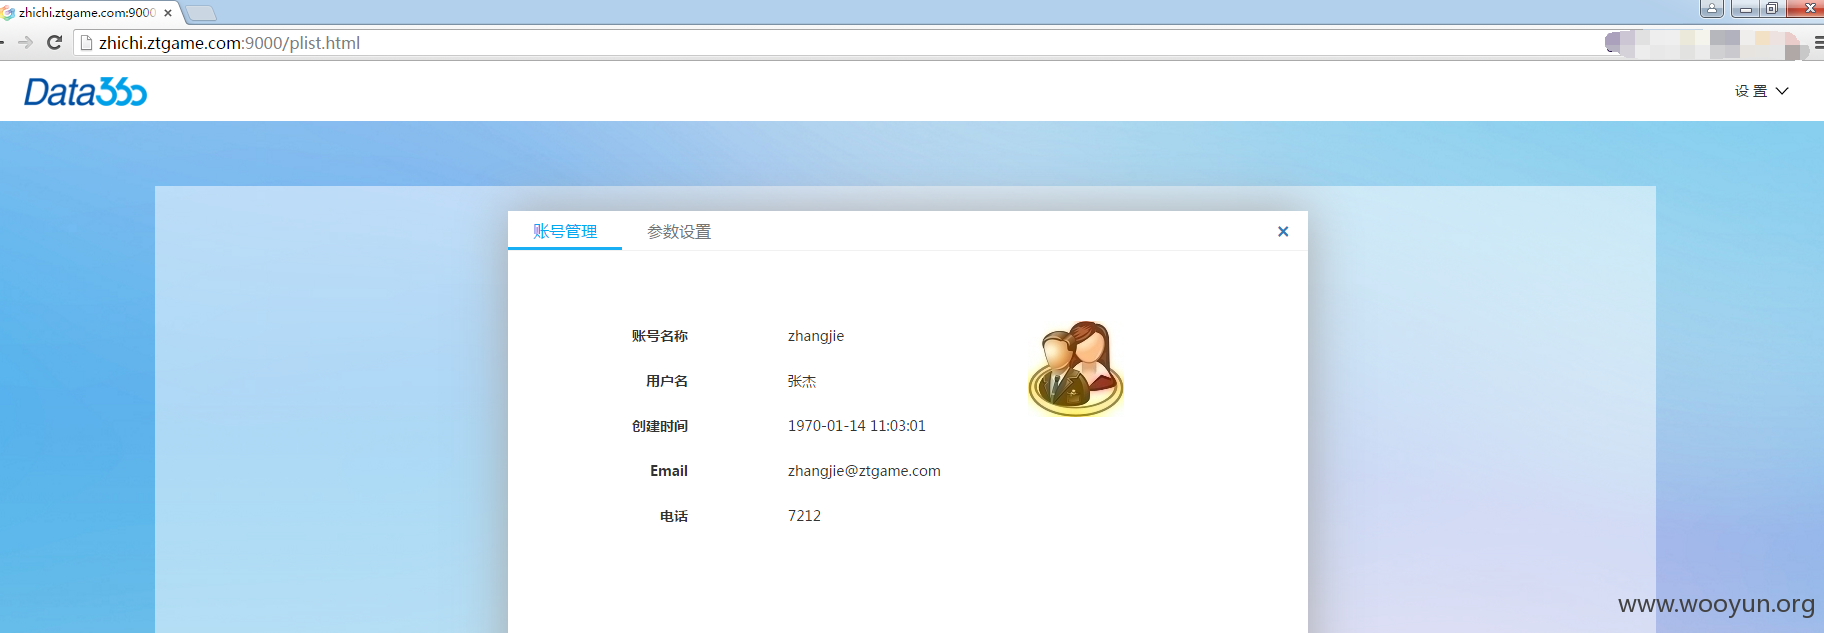 zhichi.ztgame.com:9000
zhichi.ztgame.com:9000/plist.html
Data360
设 置
账号管理 参数设置
账号名称 zhangjie
用户名 张杰
创建时间 1970-01-14 11:03:01
Email zhangjie@ztgame.com
电话 7212
www.wooyun.org